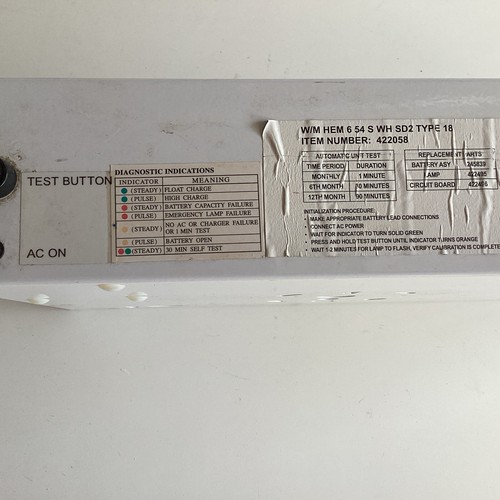 TEST BUTTON
AC ON
DIAGNOSTIC INDICATIONS
INDICATOR MEANING
(STEADY) FLOAT CHARGE
(PULSE) HIGH CHARGE
(STEADY) BATTERY CAPACITY FAILURE
(PULSE) EMERGENCY LAMP FAILURE
(STEADY) NO AC OR CHARGER FAILURE
OR 1 MIN TEST
(PULSE) BATTERY OPEN
(STEADY) 30 MIN SELF TEST
W/M HEM 6 54 S WH SD2 TYPE 18
ITEM NUMBER: 422058
AUTOMATIC UNIT TEST
TIME PERIOD DURATION
MONTHLY 1 MINUTE
6TH MONTH 30 MINUTES
12TH MONTH 90 MINUTES
REPLACEMENT PARTS
BATTERY ASY 245839
LAMP 422495
CIRCUIT BOARD
INITIALIZATION PROCEDURE:
- MAKE APPROPRIATE BATTERY LEAD CONNECTIONS
- CONNECT AC POWER
- WAIT FOR INDICATOR TO TURN SOLID GREEN
- PRESS AND HOLD TEST BUTTON UNTIL INDICATOR TURNS ORANGE
- WAIT 1-2 MINUTES FOR LAMP TO FLASH, VERIFY CALIBRATION IS COMPLETE